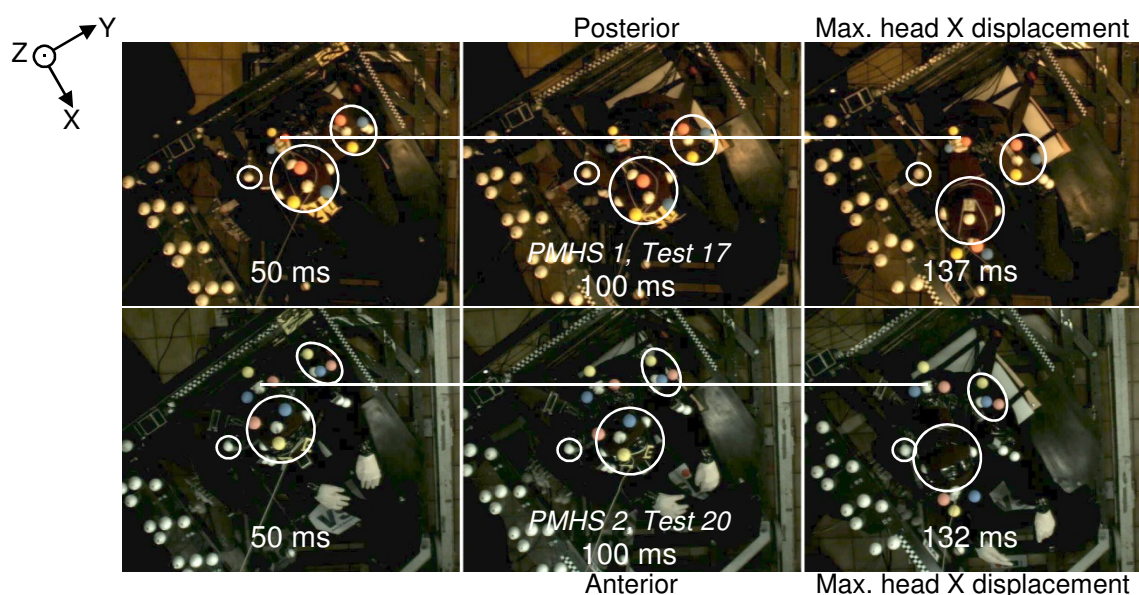 Y
Z
X
Posterior
Max. head X displacement
50 ms
PMHS 1, Test 17
100 ms
137 ms
50 ms
PMHS 2, Test 20
100 ms
132 ms
Anterior
Max. head X displacement